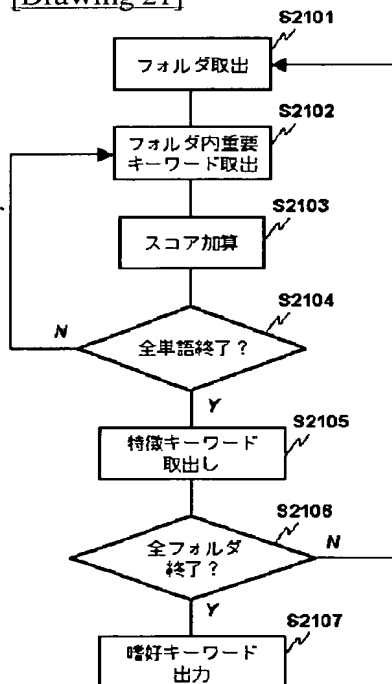 [Drawing 21]
S2101
フォルダ取出
S2102
フォルダ内重要
キーワード取出
S2103
スコア加算
S2104
N
全単語終了?
Y
S2105
特徴キーワード
取出し
S2106
全フォルダ
終了?
N
Y
S2107
嗜好キーワード
出力